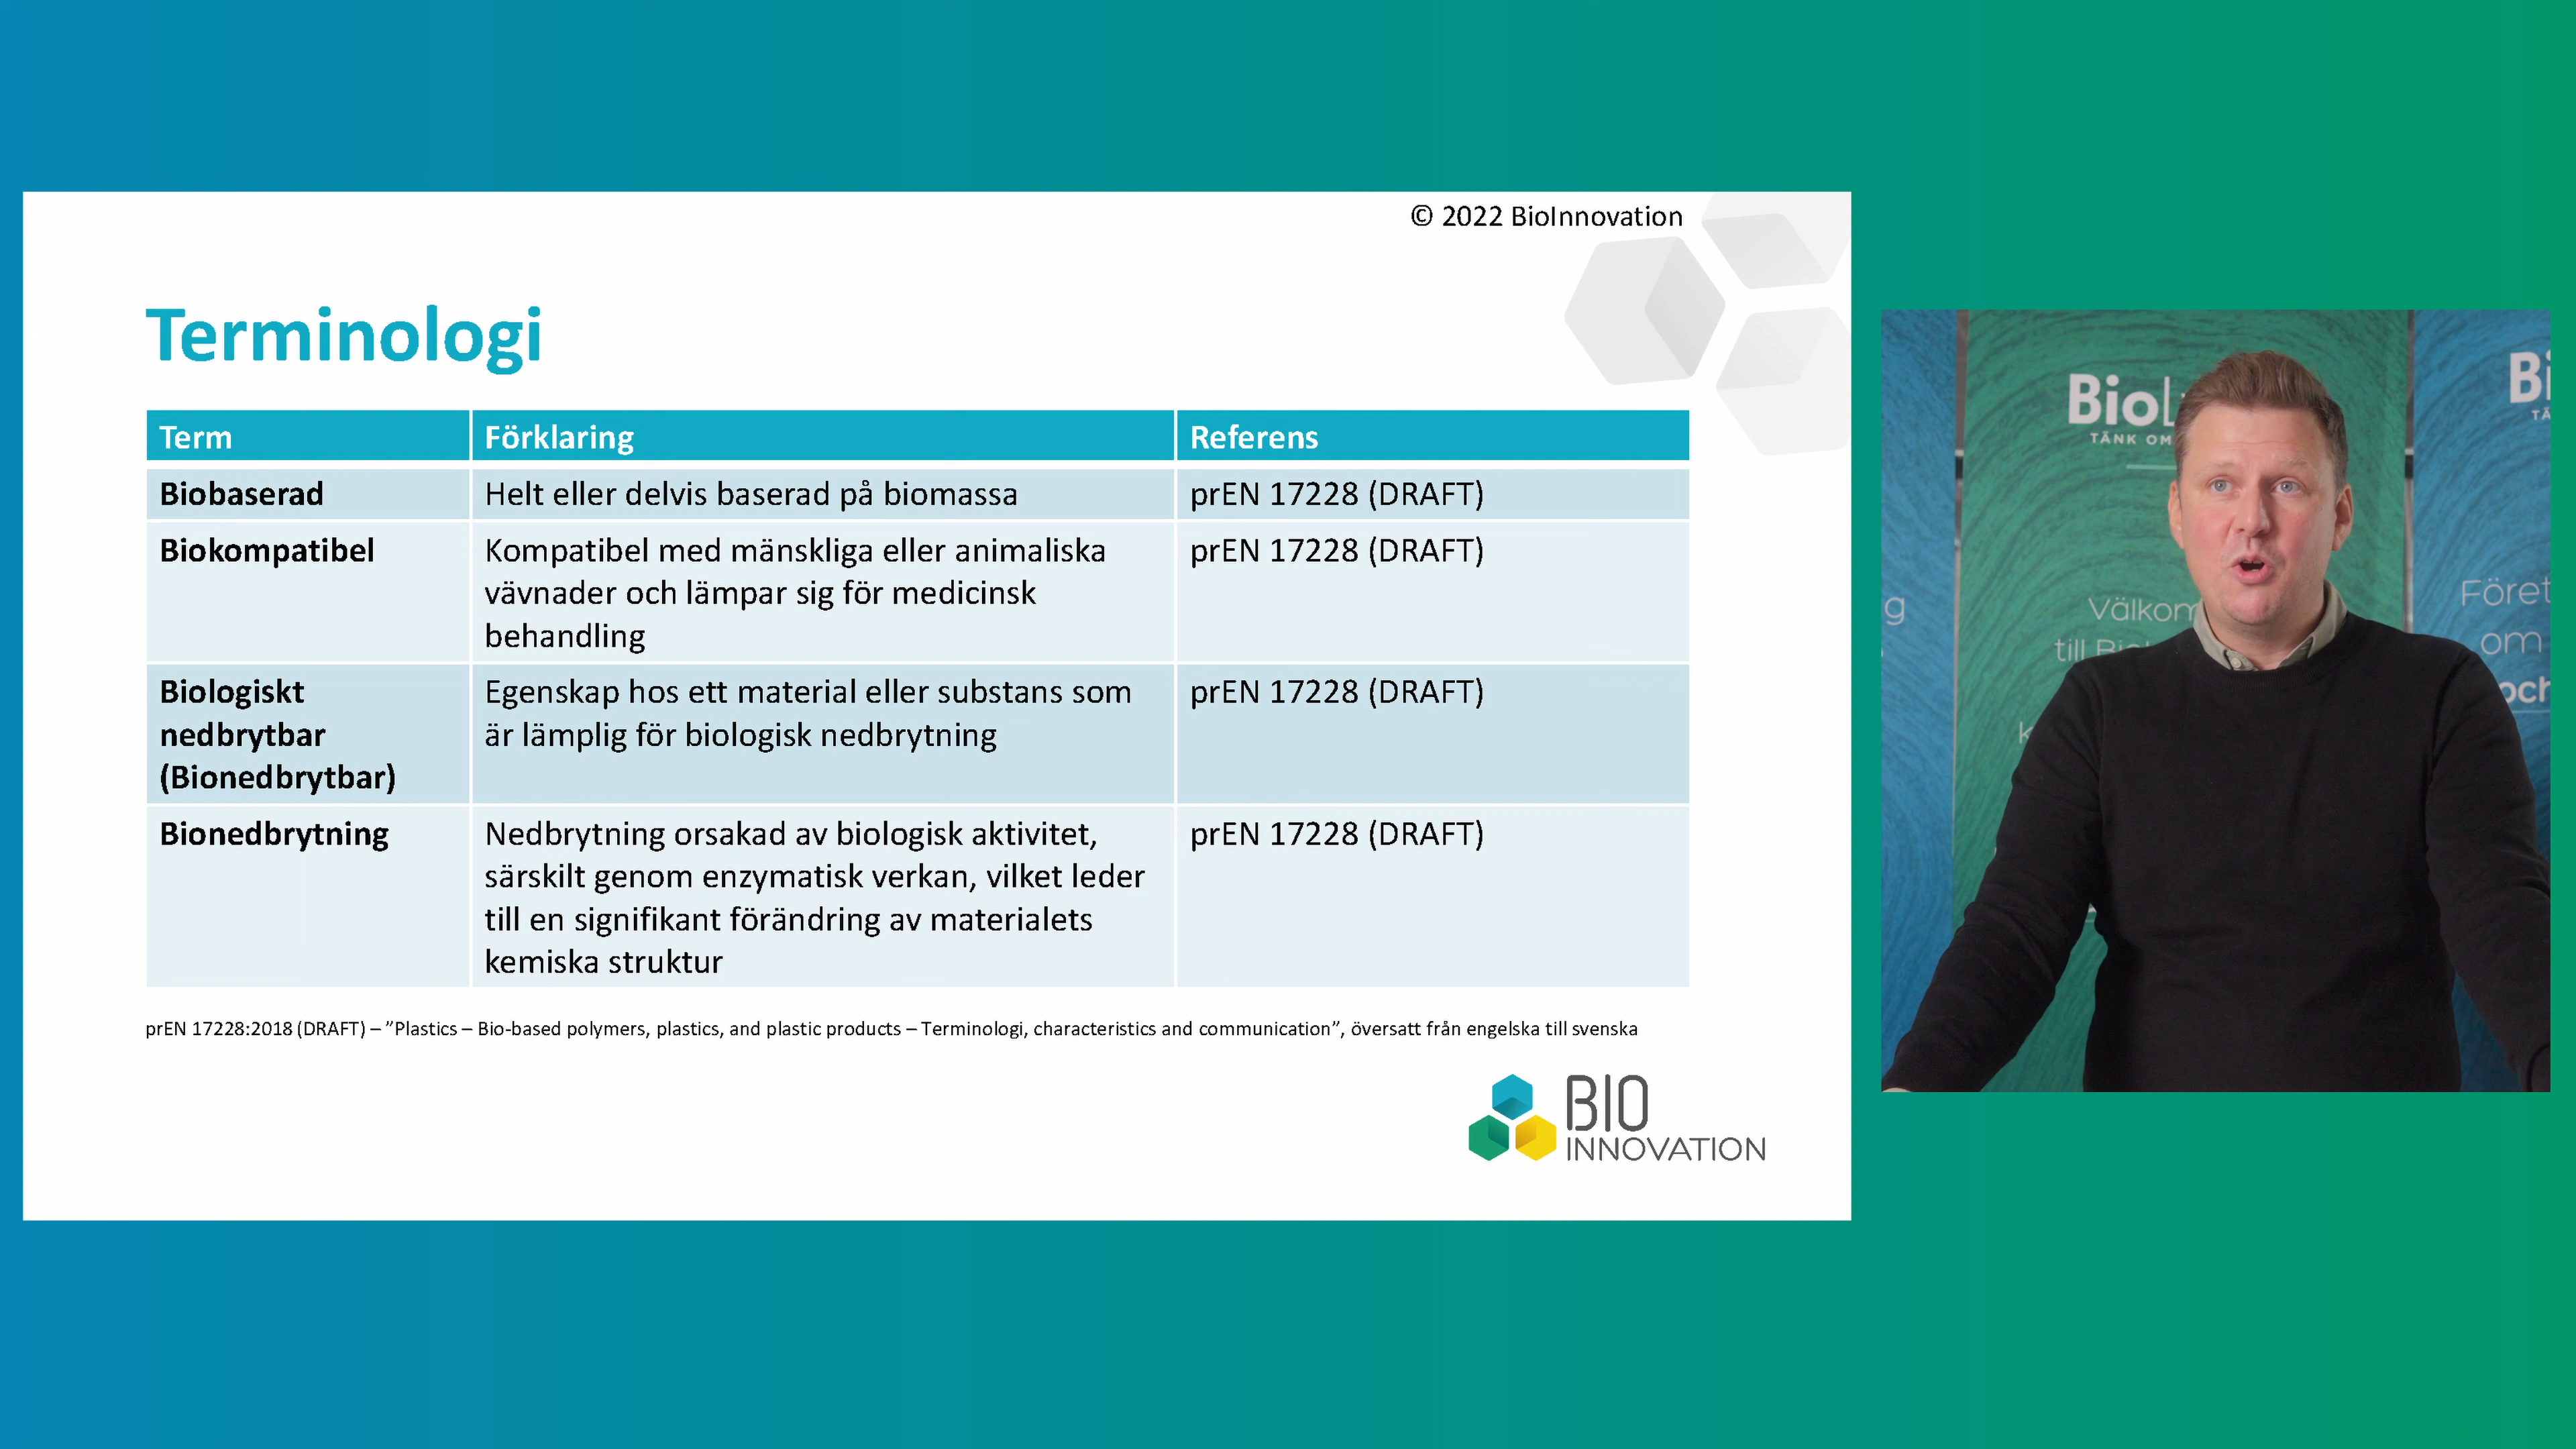 © 2022 BioInnovation
Terminologi
Term Förklaring Referens
Biobaserad Helt eller delvis baserad på biomassa prEN 17228 (DRAFT)
Biokompatibel Kompatibel med mänskliga eller animaliska prEN 17228 (DRAFT)
vävnader och lämpar sig för medicinsk
behandling
Biologiskt Egenskap hos ett material eller substans som prEN 17228 (DRAFT)
nedbrytbar är lämplig för biologisk nedbrytning
(Bionedbrytbar)
Bionedbrytning Nedbrytning orsakad av biologisk aktivitet, prEN 17228 (DRAFT)
särskilt genom enzymatisk verkan, vilket leder
till en signifikant förändring av materialets
kemiska struktur
prEN 17228:2018 (DRAFT) – ”Plastics – Bio-based polymers, plastics, and plastic products – Terminologi, characteristics and communication”, översatt från engelska till svenska
BIO
INNOVATION
Bio
TÄNK OM
till
om
och